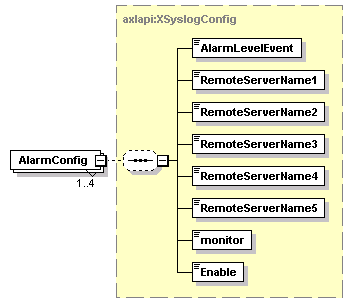 axlapi:XSyslogConfig
AlarmLevelEvent
RemoteServerName1
RemoteServerName2
RemoteServerName3
AlarmConfig
1..4
RemoteServerName4
RemoteServerName5
monitor
Enable